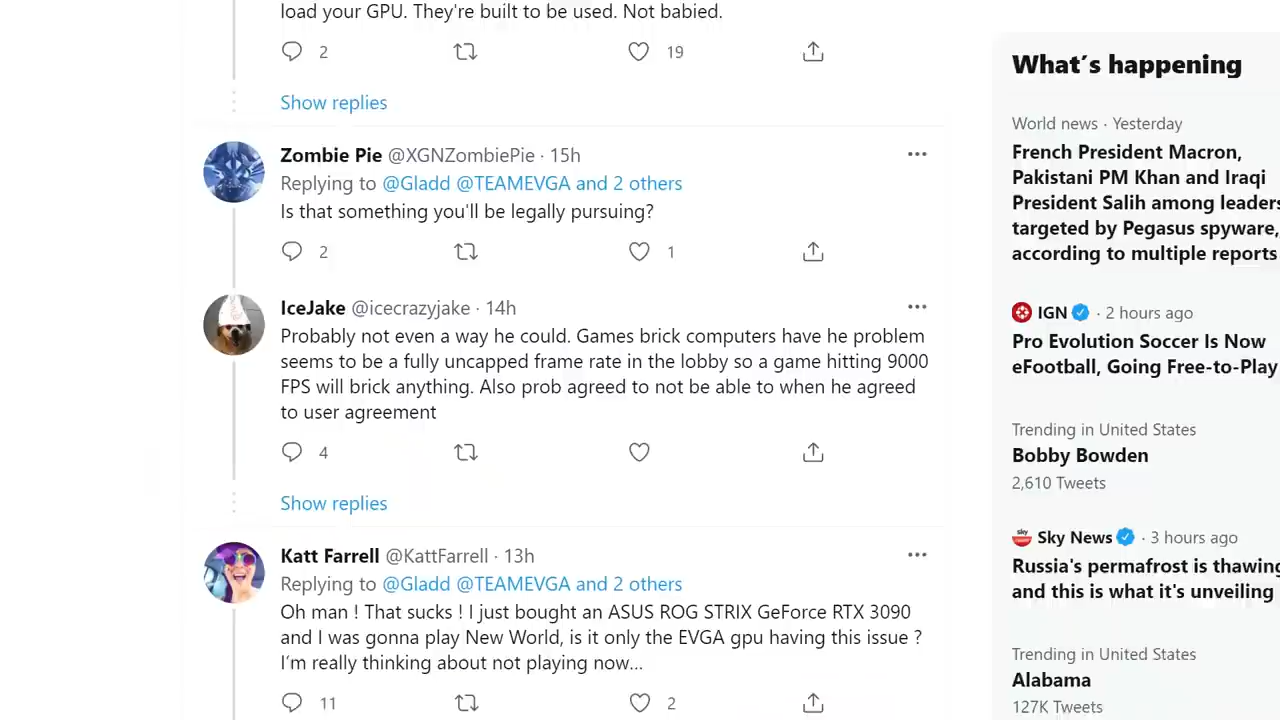 load your GPU. They're built to be used. Not babied.
2 19
Show replies
Zombie Pie @XGNZombiePie · 15h
Replying to @Gladd @TEAMEVGA and 2 others
Is that something you'll be legally pursuing?
2 1
IceJake @icecrazyjake · 14h
Probably not even a way he could. Games brick computers have he problem
seems to be a fully uncapped frame rate in the lobby so a game hitting 9000
FPS will brick anything. Also prob agreed to not be able to when he agreed
to user agreement
4
Show replies
Katt Farrell @KattFarrell · 13h
Replying to @Gladd @TEAMEVGA and 2 others
Oh man ! That sucks ! I just bought an ASUS ROG STRIX GeForce RTX 3090
and I was gonna play New World, is it only the EVGA gpu having this issue ?
I'm really thinking about not playing now...
11 2
What's happening
World news · Yesterday
French President Macron,
Pakistani PM Khan and Iraqi
President Salih among leaders
targeted by Pegasus spyware,
according to multiple reports
IGN · 2 hours ago
Pro Evolution Soccer Is Now
eFootball, Going Free-to-Play
Trending in United States
Bobby Bowden
2,610 Tweets
sky Sky News · 3 hours ago
Russia's permafrost is thawing
and this is what it's unveiling
Trending in United States
Alabama
127K Tweets